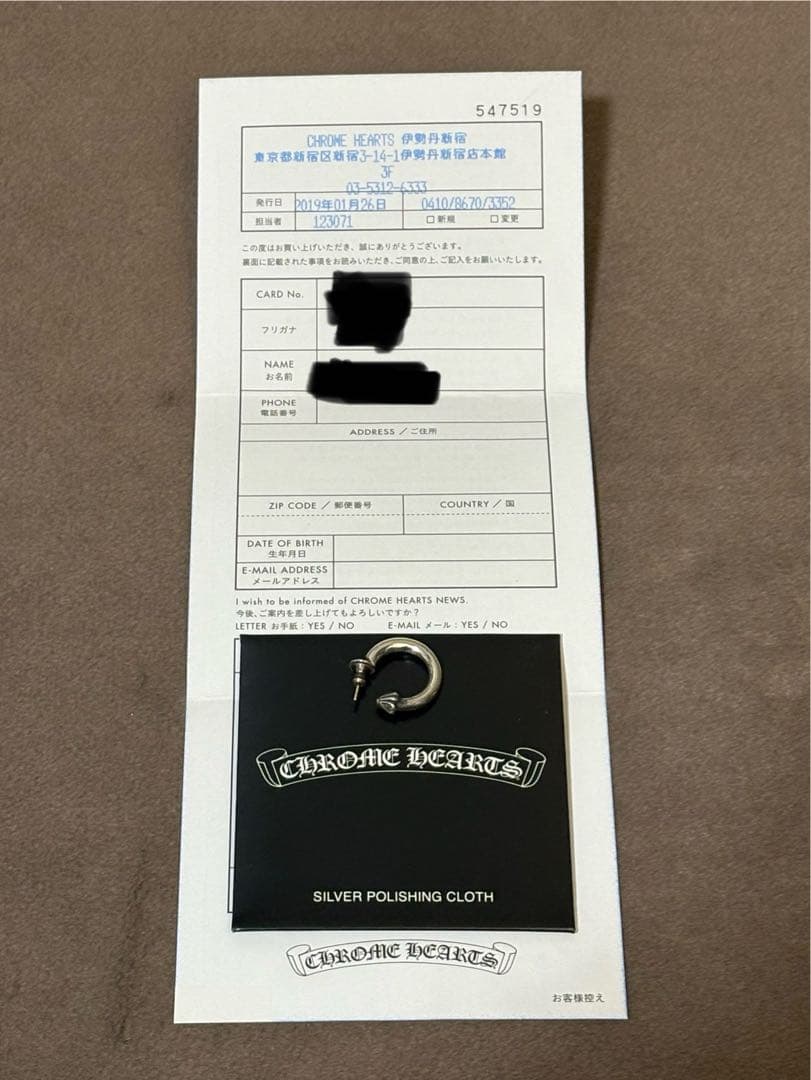 547519
CHROME HEARTS 伊勢丹新宿
東京都新宿区新宿3-14-1伊勢丹新宿店本館
3F
03-5312-6333
発行日 2019年01月26日 0410/8670/3352
担当者 123071 □新規 □変更
この度はお買い上げいただき、誠にありがとうございます。
裏面に記載された事項をお読みいただき、ご同意の上、ご記入をお願いいたします。
CARD No.
フリガナ
NAME
お名前
PHONE
電話番号
ADDRESS / ご住所
ZIP CODE / 郵便番号 COUNTRY / 国
DATE OF BIRTH
生年月日
E-MAIL ADDRESS
メールアドレス
I wish to be informed of CHROME HEARTS NEWS.
今後、ご案内を差し上げてもよろしいですか？
LETTER お手紙 : YES / NO E-MAIL メール : YES / NO
CHROME HEARTS
SILVER POLISHING CLOTH
CHROME HEARTS
お客様控え